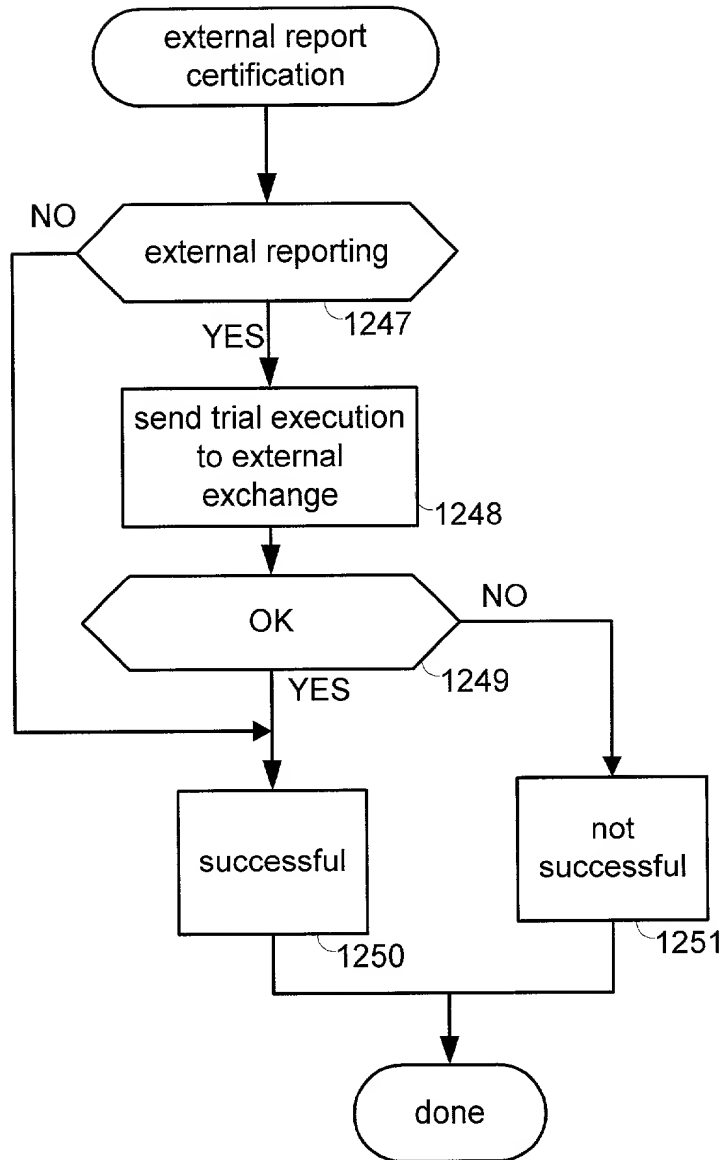 external report
certification
NO
external reporting
1247
YES
send trial execution
to external
exchange
1248
NO
OK
1249
YES
successful
1250
not
successful
1251
done